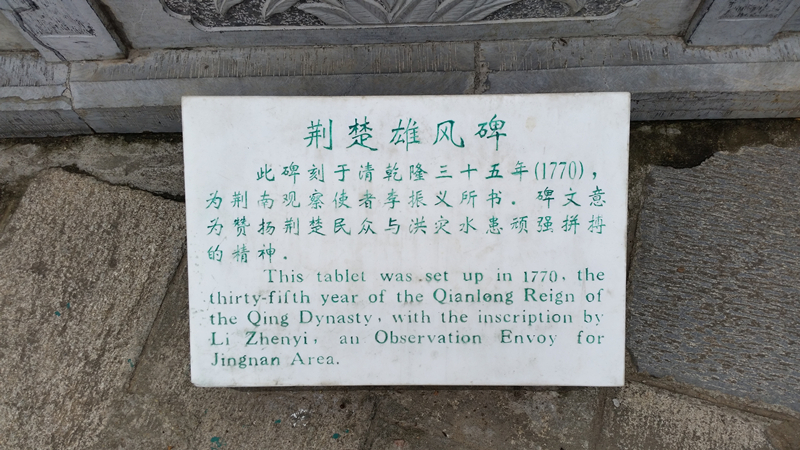 荆楚雄风碑
此碑刻于清乾隆三十五年(1770),
为荆南观察使者李振义所书.碑文意
为赞扬荆楚民众与洪灾水患顽强拼搏
的精神.
This tablet was set up in 1770, the
thirty-fifth year of the Qianlong Reign of
the Qing Dynasty, with the inscription by
Li Zhenyi, an Observation Envoy for
Jingnan Area.